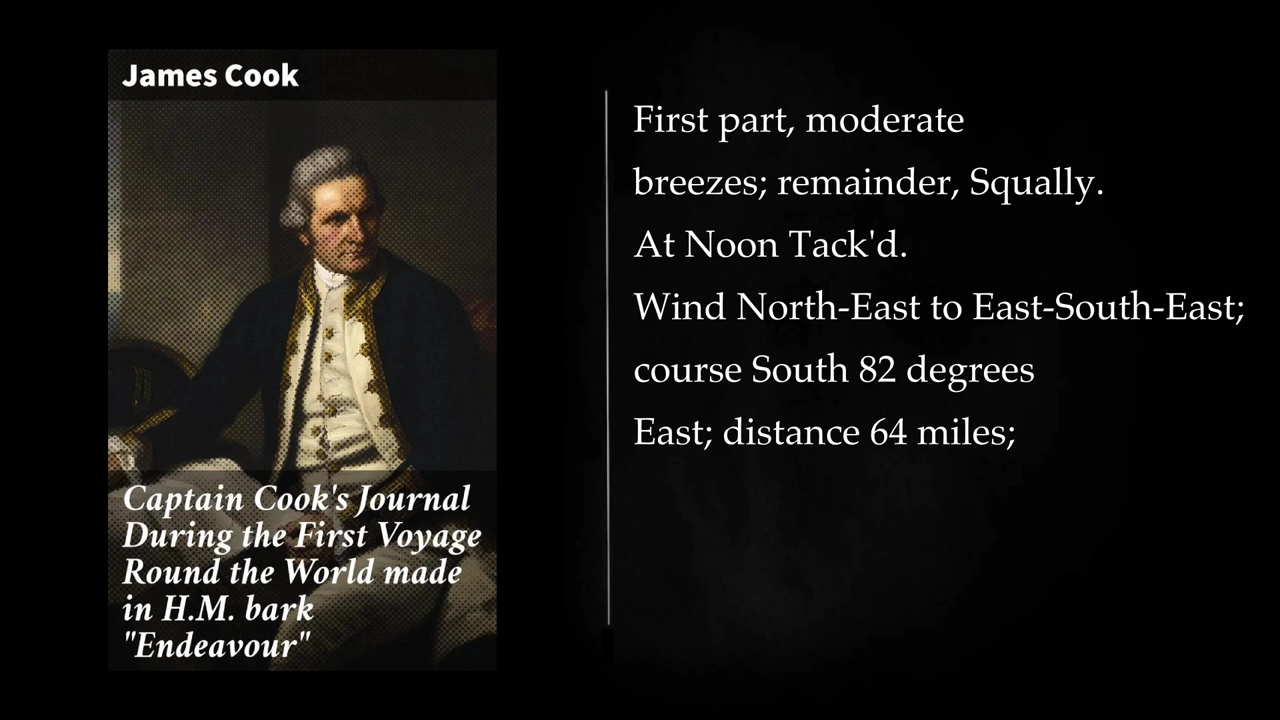 James Cook
Captain Cook's Journal
During the First Voyage
Round the World made
in H.M. bark
"Endeavour"
First part, moderate
breezes; remainder, Squally.
At Noon Tack'd.
Wind North-East to East-South-East;
course South 82 degrees
East; distance 64 miles;